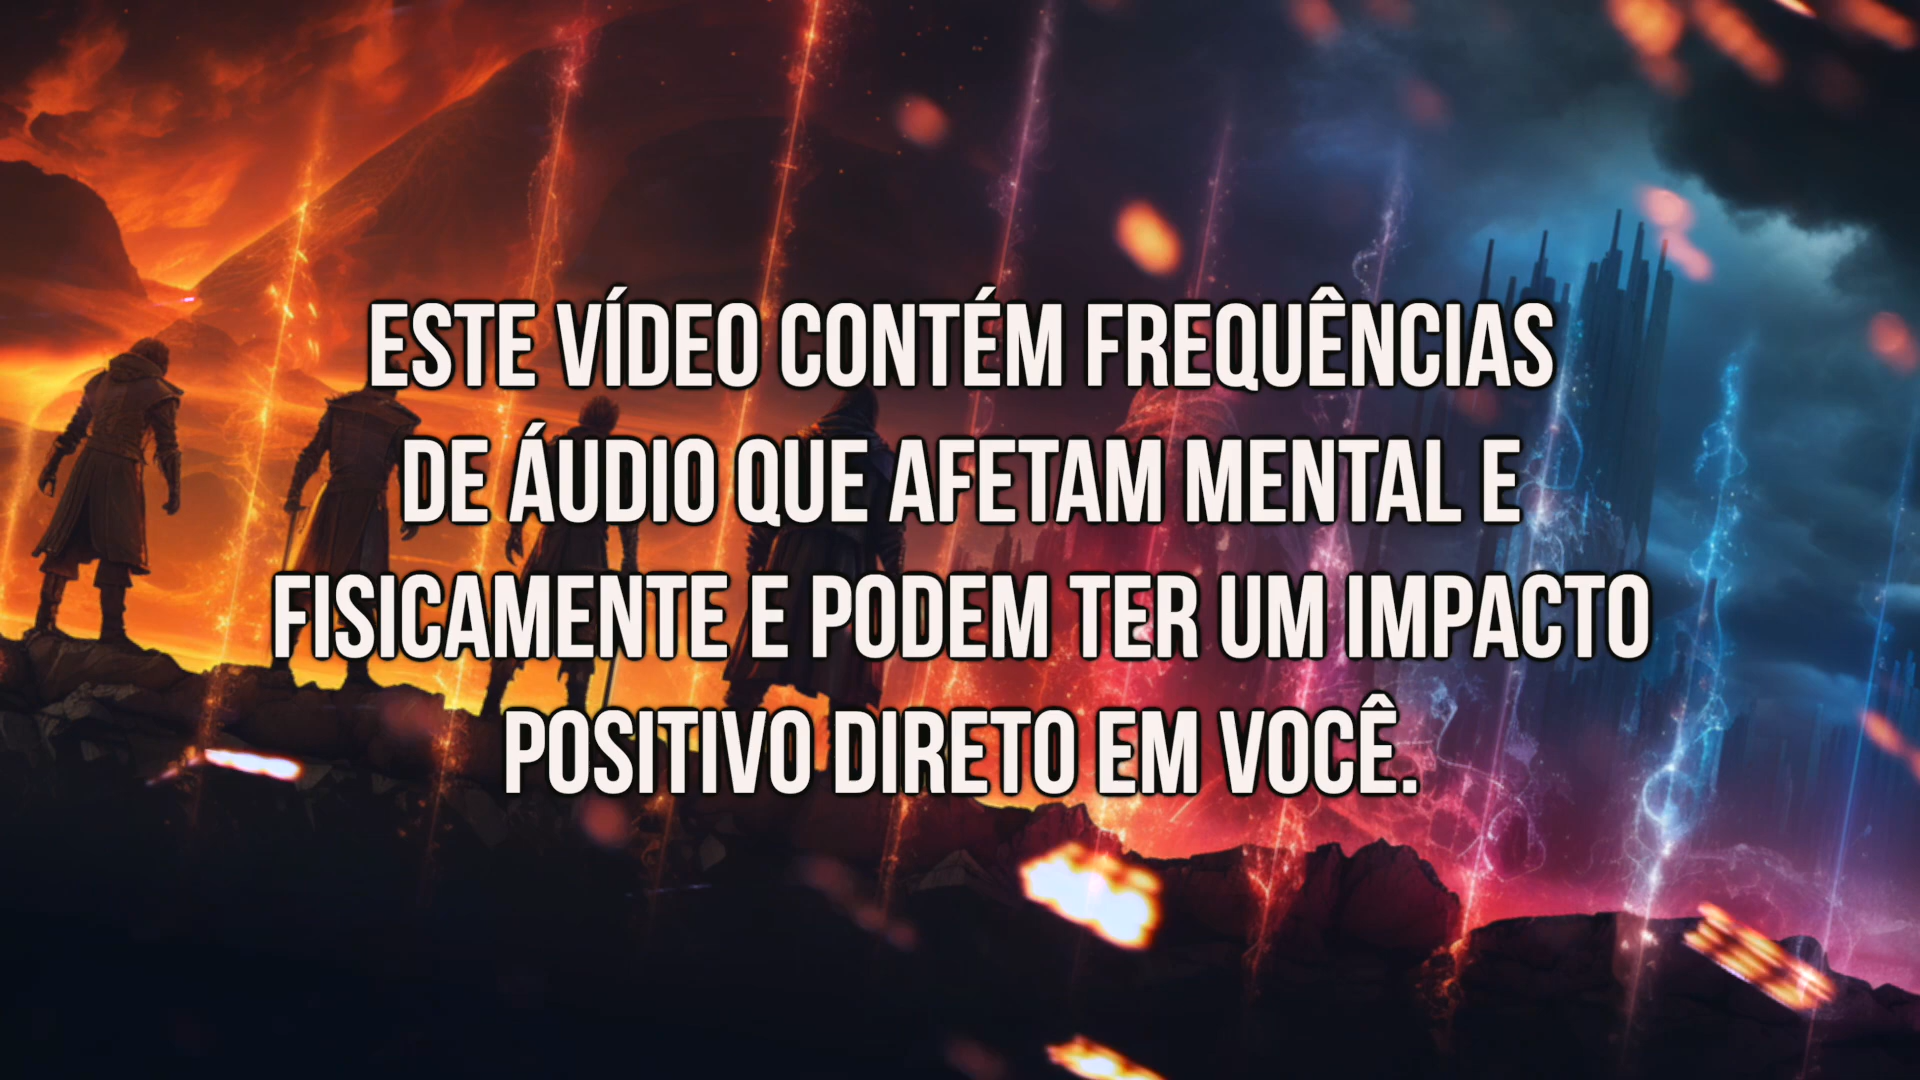 ESTE VÍDEO CONTÉM FREQUÊNCIAS
DE ÁUDIO QUE AFETAM MENTAL E
FISICAMENTE E PODEM TER UM IMPACTO
POSITIVO DIRETO EM VOCÊ.